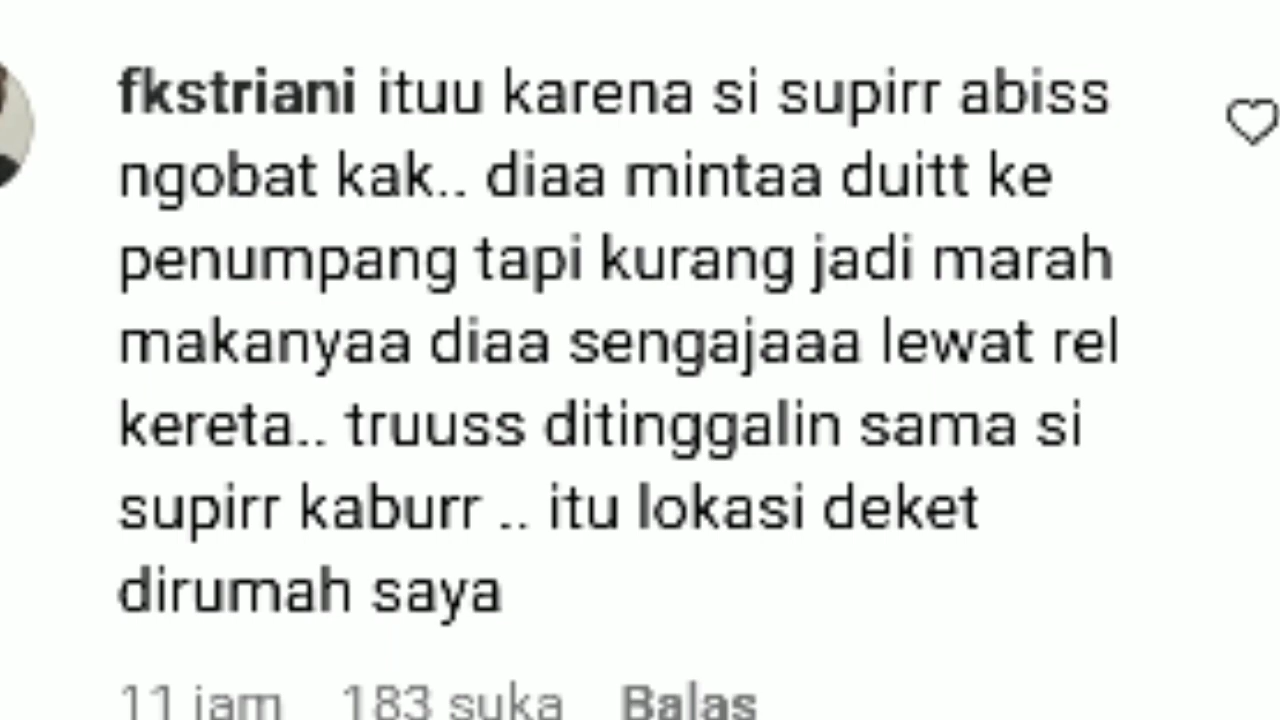 fkstriani ituu karena si supirr abiss
ngobat kak.. diaa mintaa duitt ke
penumpang tapi kurang jadi marah
makanyaa diaa sengajaaa lewat rel
kereta.. truuss ditinggalin sama si
supirr kaburr .. itu lokasi deket
dirumah saya
11 jam 183 suka Balas